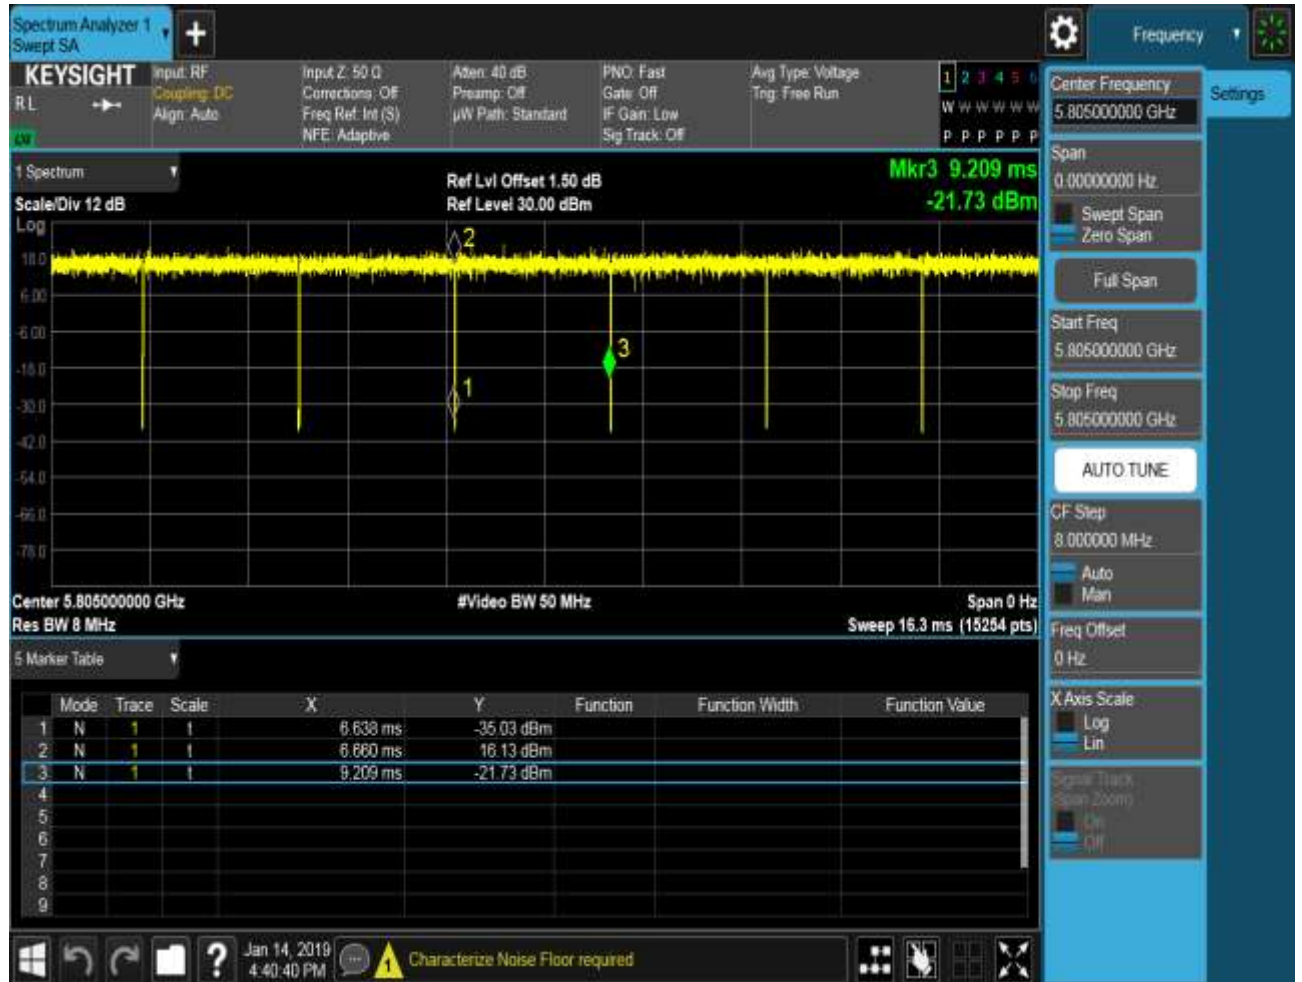 Spectrum Analyzer 1
Swept SA
Frequency
KEYSIGHT
RL
Input: RF
Coupling: DC
Align: Auto
Input Z: 50 Ω
Corrections: Off
Freq Ref: Int (S)
NFE: Adaptive
Atten: 40 dB
Preamp: Off
µW Path: Standard
PNO: Fast
Gate: Off
IF Gain: Low
Sig Track: Off
Avg Type: Voltage
Trig: Free Run
1 2 3 4 5 6
W W W W W W
P P P P P P
1 Spectrum
Scale/Div 12 dB
Ref Lvl Offset 1.50 dB
Ref Level 30.00 dBm
Mkr3 9.209 ms
-21.73 dBm
Log
18.0
6.00
-6.00
-18.0
-30.0
-42.0
-54.0
-66.0
-78.0
2
3
1
Center 5.805000000 GHz
#Video BW 50 MHz
Span 0 Hz
Res BW 8 MHz
Sweep 16.3 ms (15254 pts)
5 Marker Table
Mode Trace Scale X Y Function Function Width Function Value
1 N 1 t 6.638 ms -35.03 dBm
2 N 1 t 6.660 ms 16.13 dBm
3 N 1 t 9.209 ms -21.73 dBm
4
5
6
7
8
9
Jan 14, 2019
4:40:40 PM
1
Characterize Noise Floor required
Center Frequency
5.805000000 GHz
Settings
Span
0.00000000 Hz
Swept Span
Zero Span
Full Span
Start Freq
5.805000000 GHz
Stop Freq
5.805000000 GHz
AUTO TUNE
CF Step
8.000000 MHz
Auto
Man
Freq Offset
0 Hz
X Axis Scale
Log
Lin
Signal Track
(Span Zoom)
On
Off